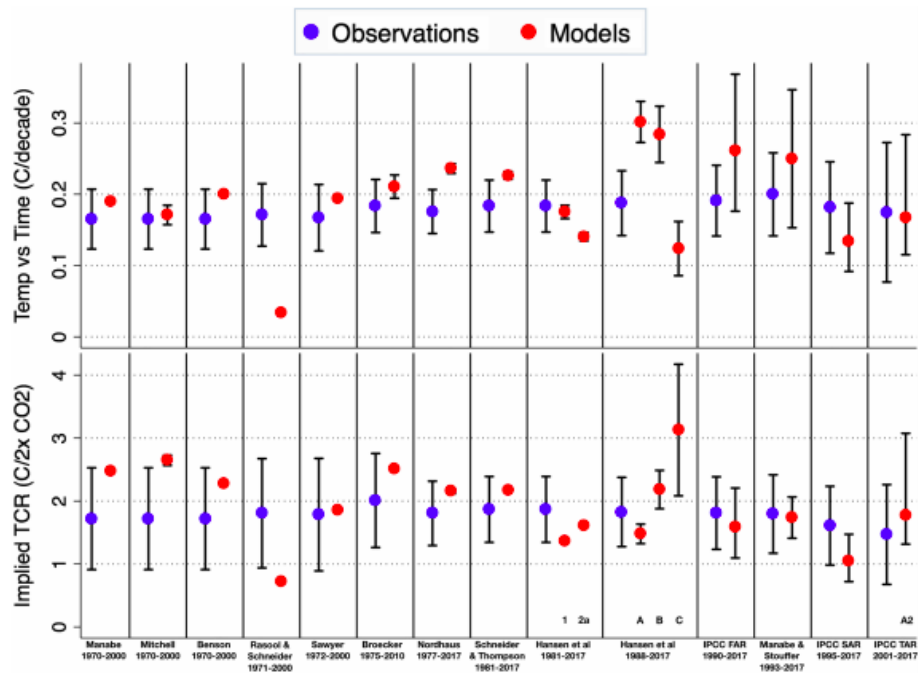 Observations Models
Temp vs Time (C/decade)
0.3
0.2
0.1
0
Implied TCR (C/2x CO2)
4
3
2
1
0
1 2a A B C A2
Manabe
1970-2000
Mitchell
1970-2000
Benson
1970-2000
Rasool &
Schneider
1971-2000
Sawyer
1972-2000
Broecker
1975-2010
Nordhaus
1977-2017
Schneider
& Thompson
1981-2017
Hansen et al
1981-2017
Hansen et al
1988-2017
IPCC FAR
1990-2017
Manabe &
Stouffer
1993-2017
IPCC SAR
1995-2017
IPCC TAR
2001-2017